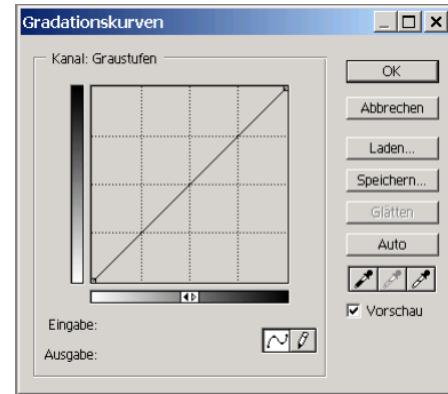 Gradationskurven
Kanal: Graustufen
OK
Abbrechen
Laden...
Speichern...
Glätten
Auto
Vorschau
Eingabe:
Ausgabe: